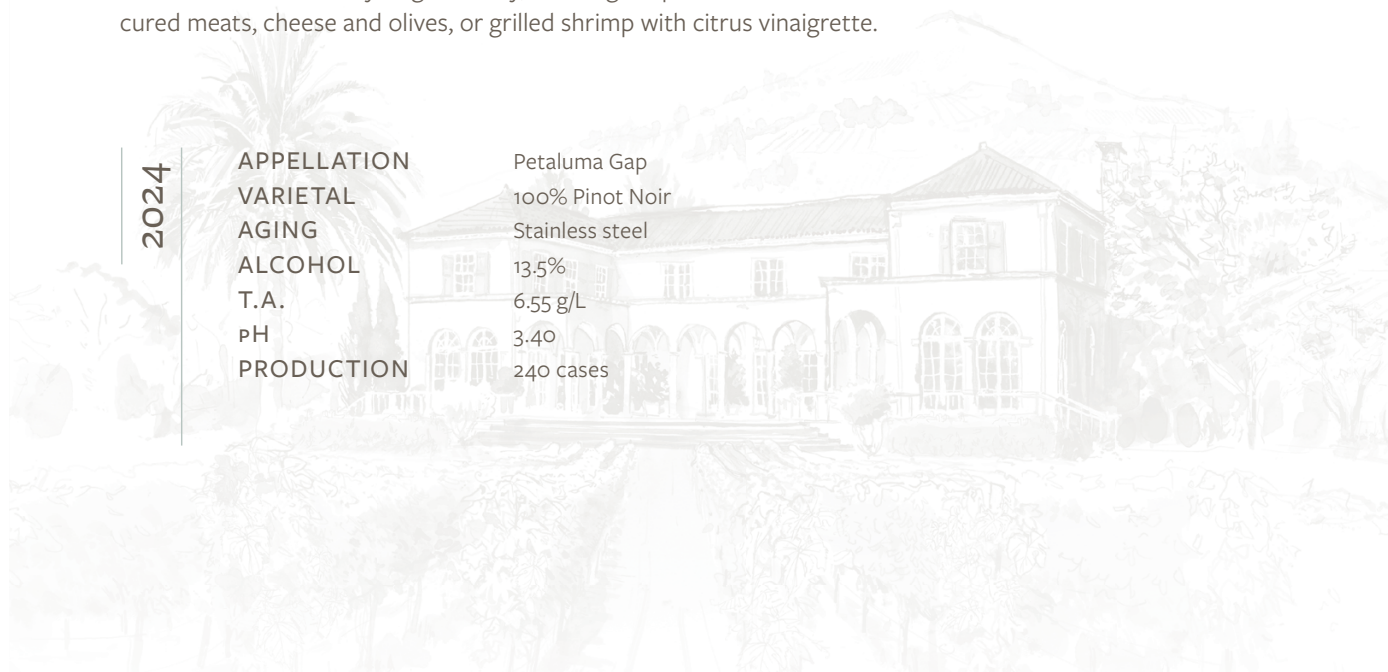 cured meats, cheese and olives, or grilled shrimp with citrus vinaigrette.
2024
APPELLATION Petaluma Gap
VARIETAL 100% Pinot Noir
AGING Stainless steel
ALCOHOL 13.5%
T.A. 6.55 g/L
pH 3.40
PRODUCTION 240 cases